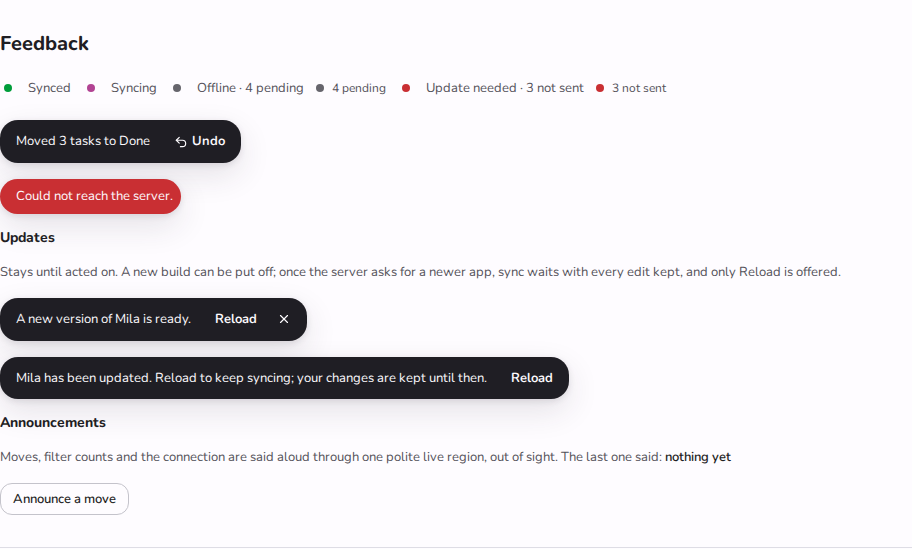 Feedback
Synced Syncing Offline · 4 pending 4 pending Update needed · 3 not sent 3 not sent
Moved 3 tasks to Done Undo
Could not reach the server.
Updates
Stays until acted on. A new build can be put off; once the server asks for a newer app, sync waits with every edit kept, and only Reload is offered.
A new version of Mila is ready. Reload
Mila has been updated. Reload to keep syncing; your changes are kept until then. Reload
Announcements
Moves, filter counts and the connection are said aloud through one polite live region, out of sight. The last one said: nothing yet
Announce a move